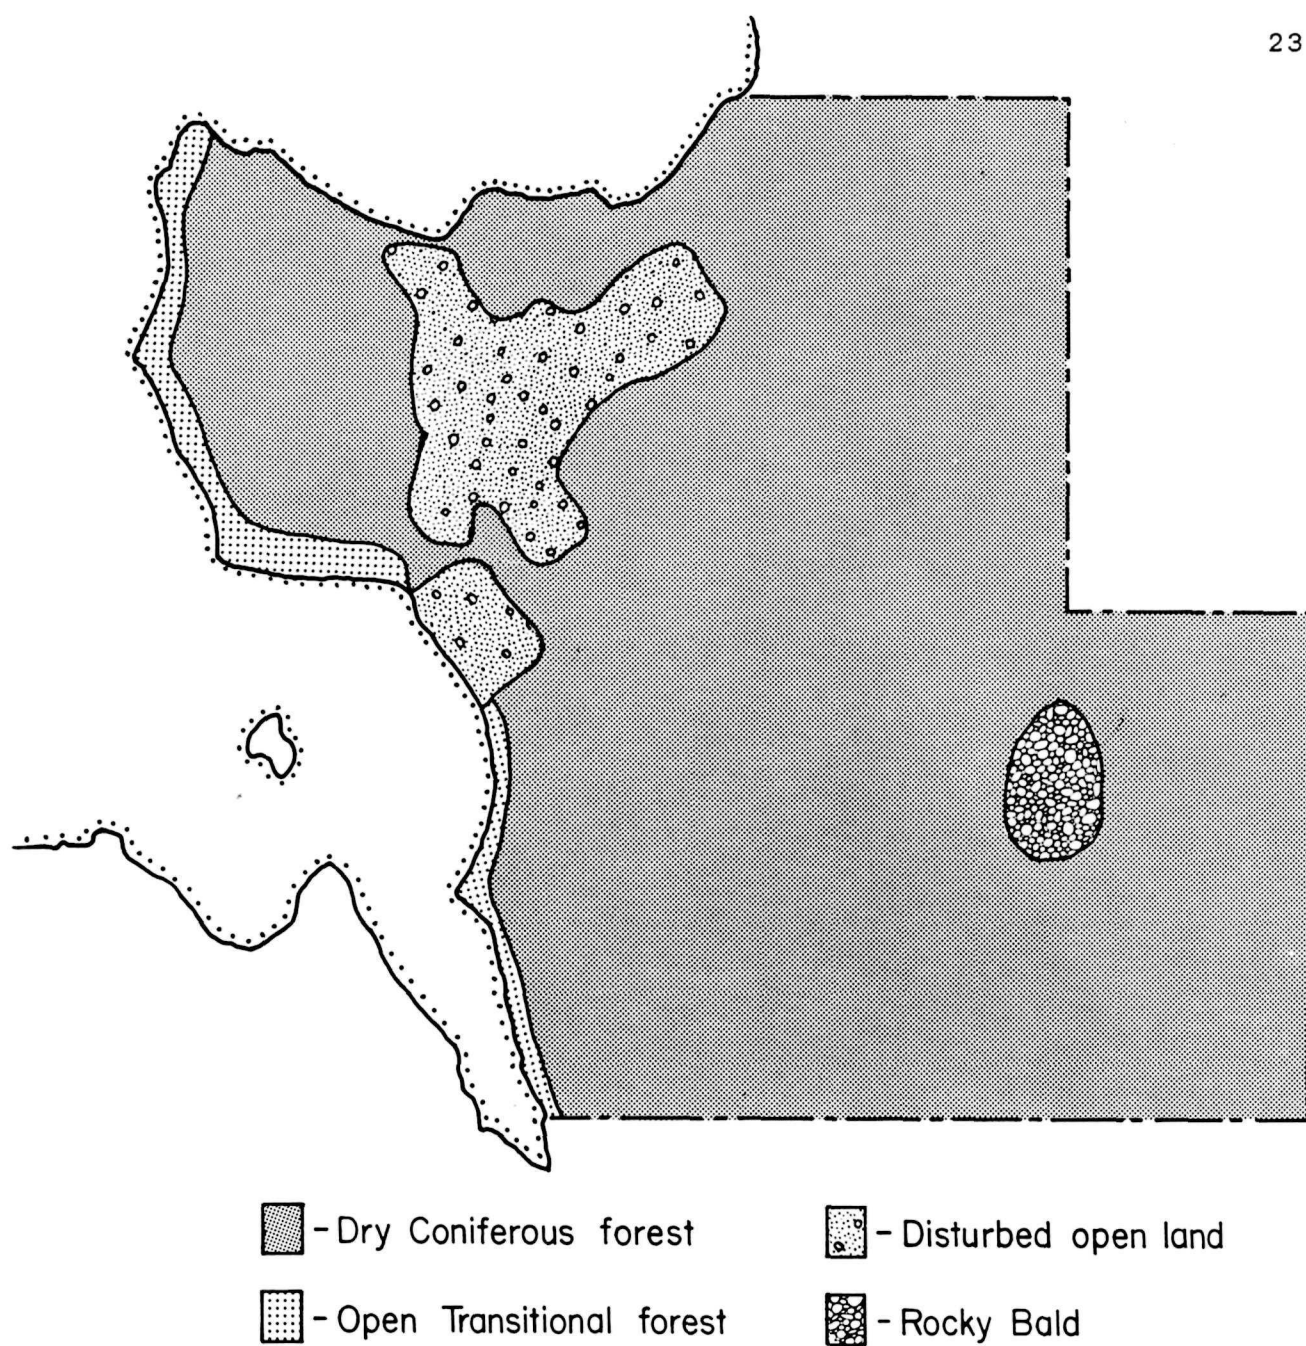 23
- Dry Coniferous forest
- Disturbed open land
- Open Transitional forest
- Rocky Bald